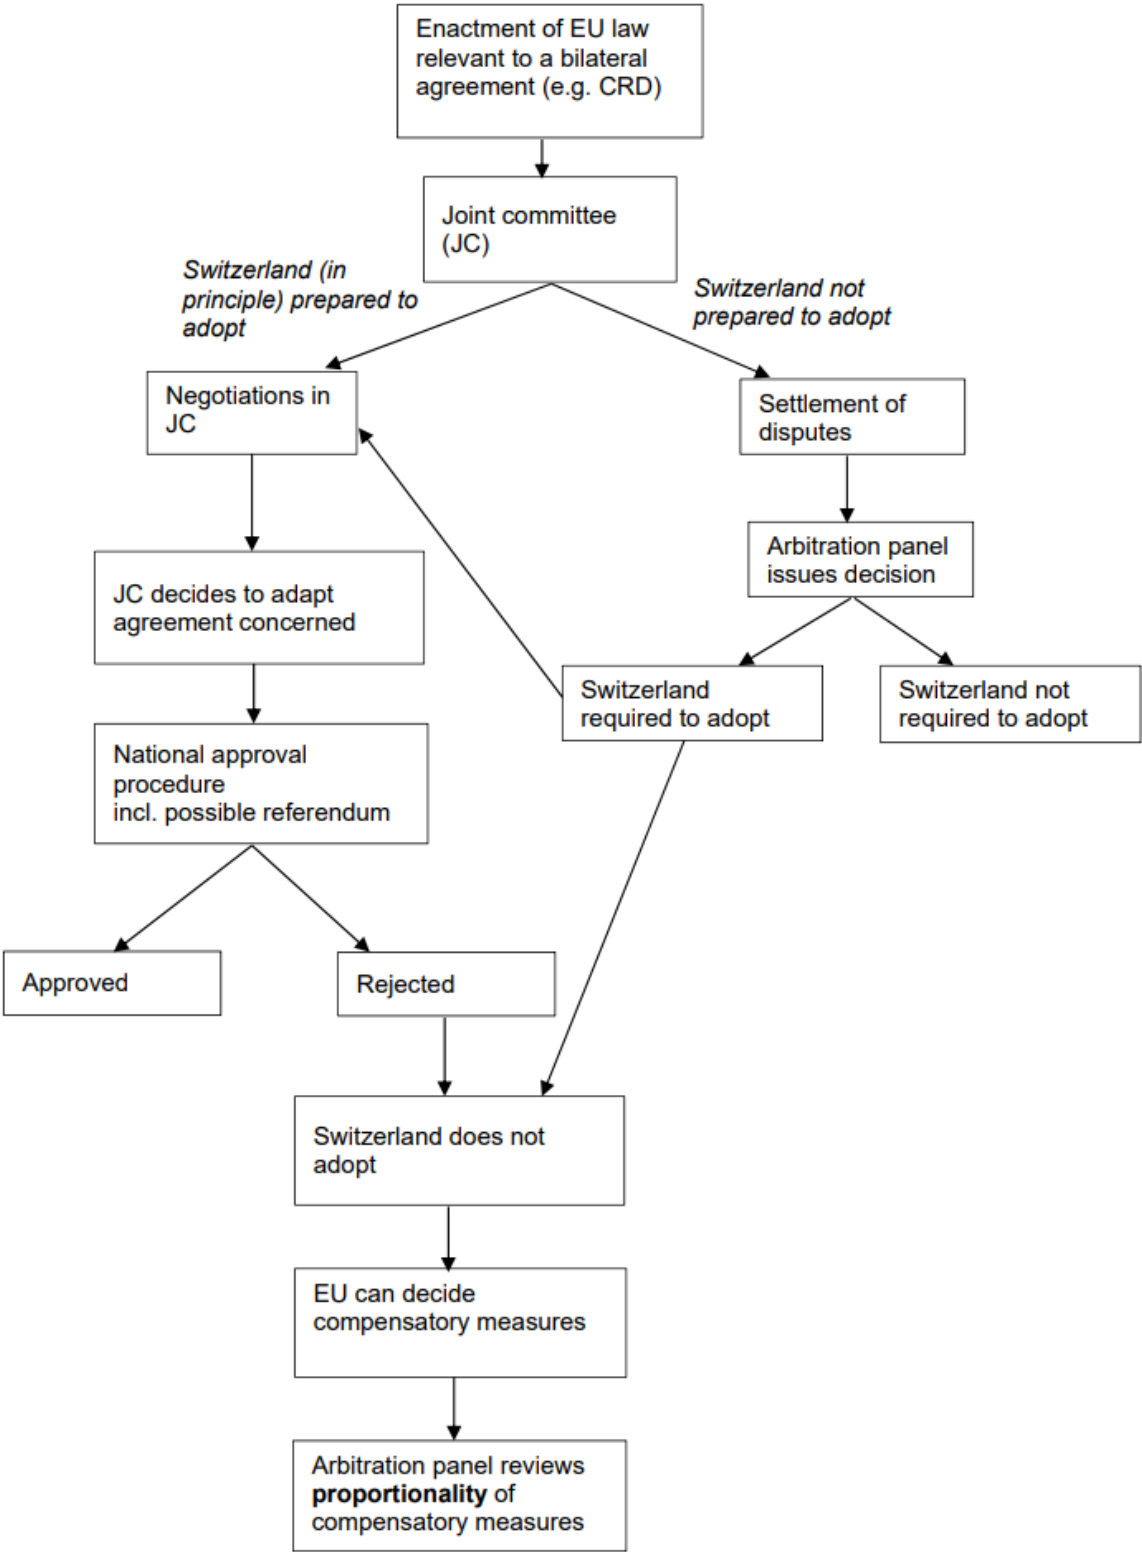 Enactment of EU law
relevant to a bilateral
agreement (e.g. CRD)
Joint committee
(JC)
Switzerland (in
principle) prepared to
adopt
Switzerland not
prepared to adopt
Negotiations in
JC
Settlement of
disputes
Arbitration panel
issues decision
JC decides to adapt
agreement concerned
Switzerland
required to adopt
Switzerland not
required to adopt
National approval
procedure
incl. possible referendum
Approved
Rejected
Switzerland does not
adopt
EU can decide
compensatory measures
Arbitration panel reviews
proportionality of
compensatory measures